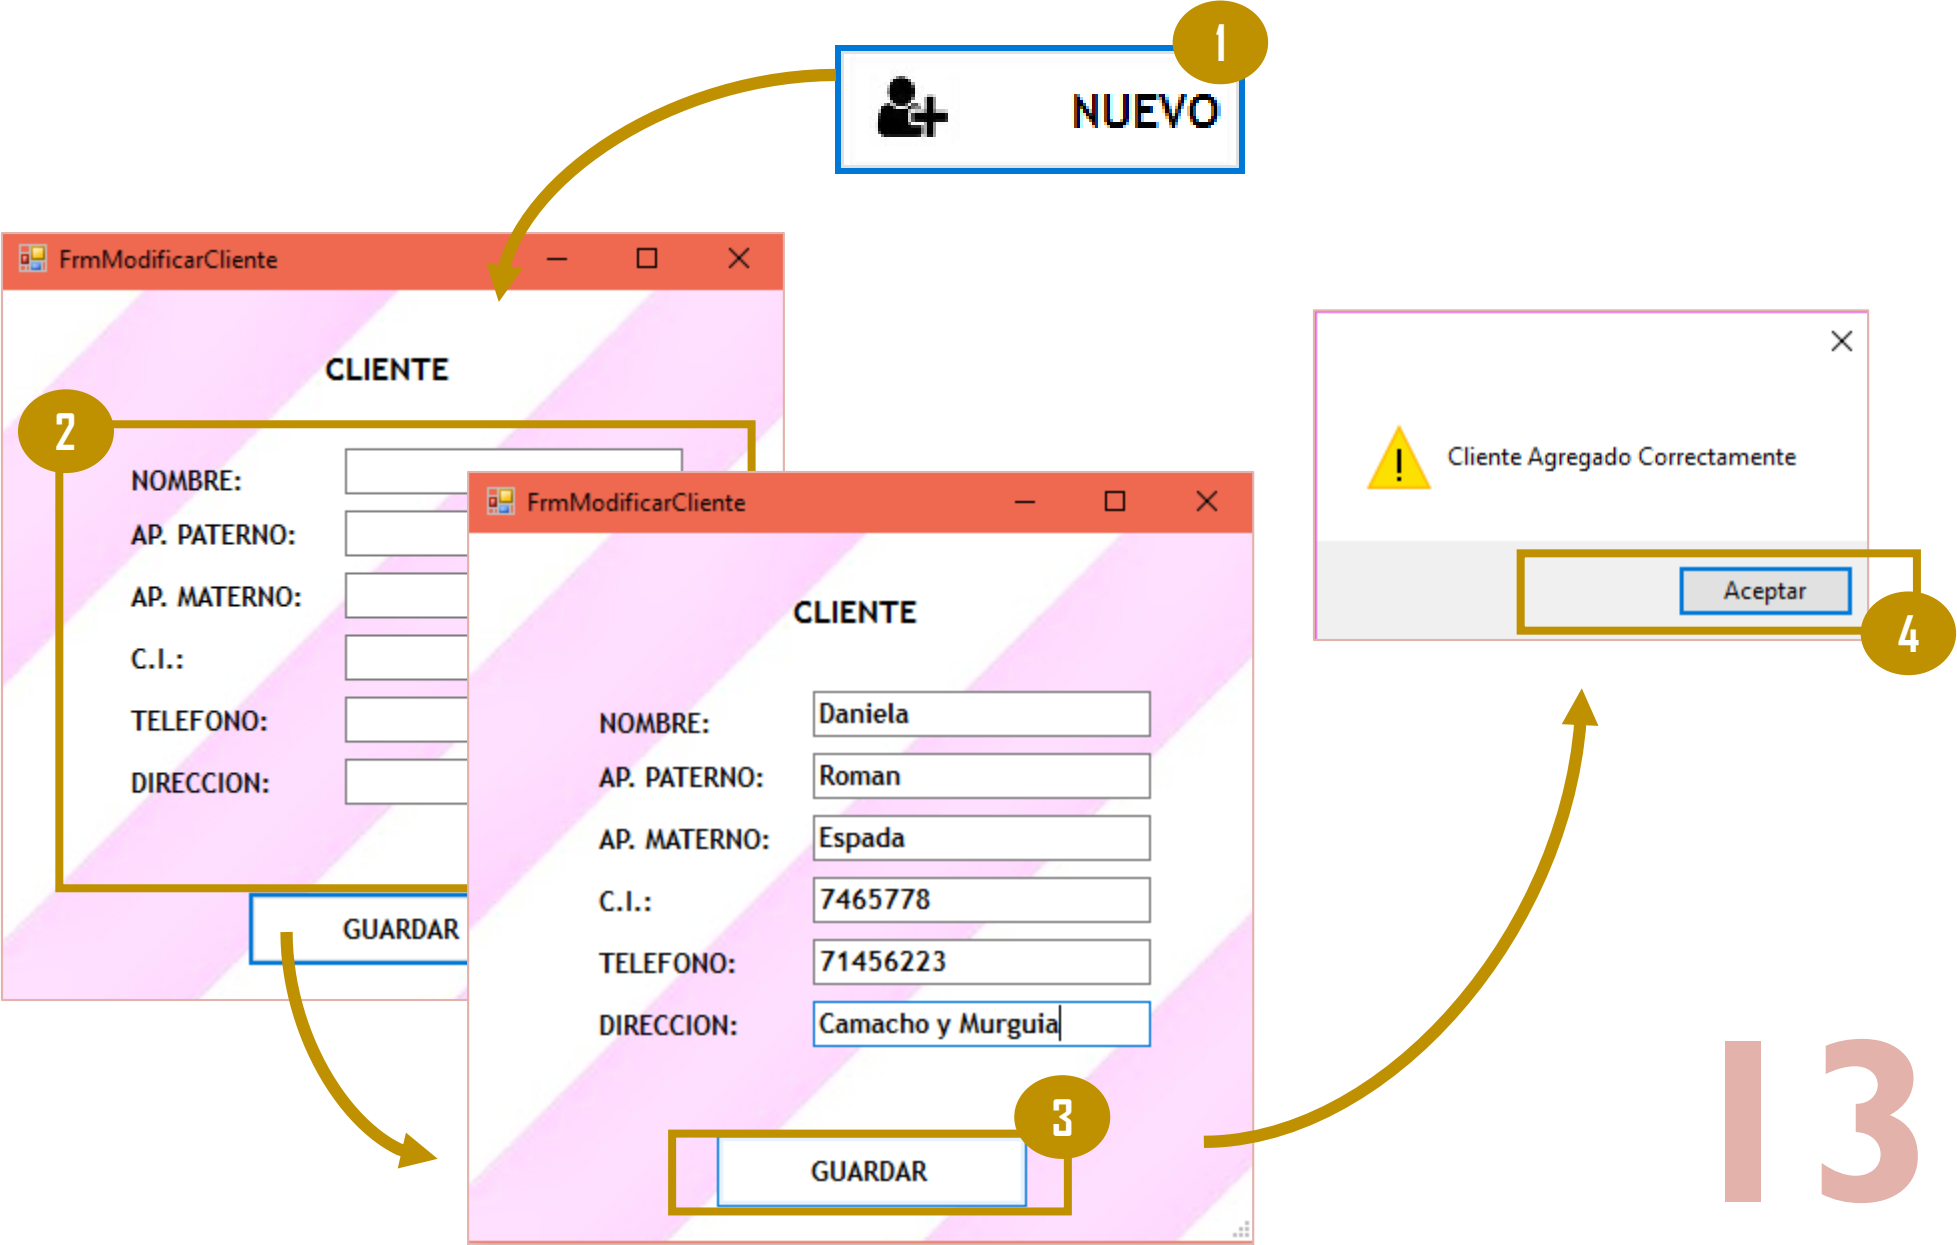 1
NUEVO
FrmModificarCliente
CLIENTE
2
NOMBRE:
AP. PATERNO:
AP. MATERNO:
C.I.:
TELEFONO:
DIRECCION:
GUARDAR
FrmModificarCliente
CLIENTE
NOMBRE: Daniela
AP. PATERNO: Roman
AP. MATERNO: Espada
C.I.: 7465778
TELEFONO: 71456223
DIRECCION: Camacho y Murguia
3
GUARDAR
Cliente Agregado Correctamente
Aceptar
4
13